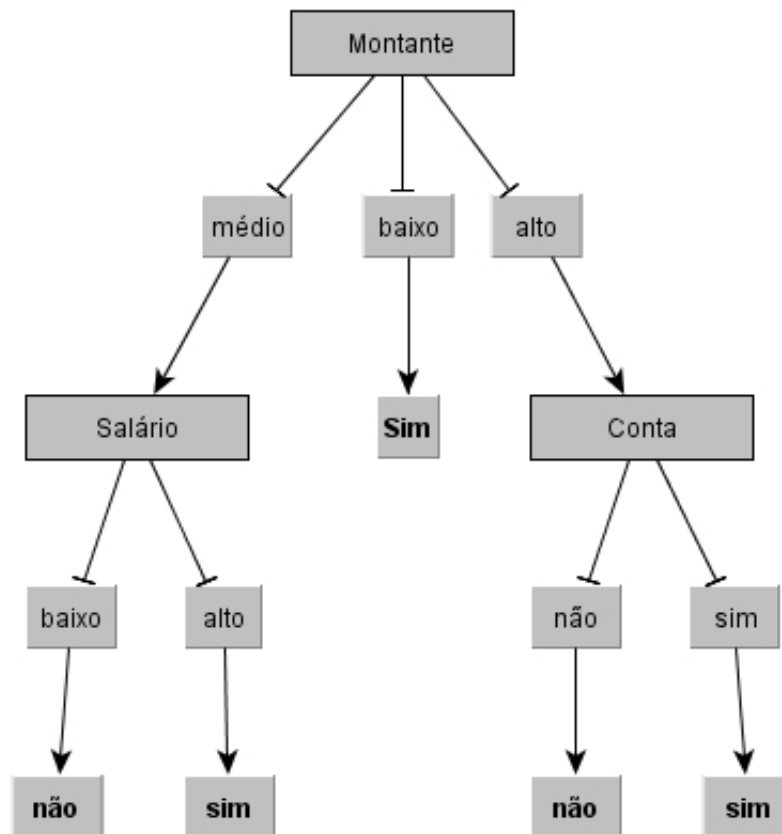 Montante
médio
baixo
alto
Salário
Sim
Conta
baixo
alto
não
sim
não
sim
não
sim